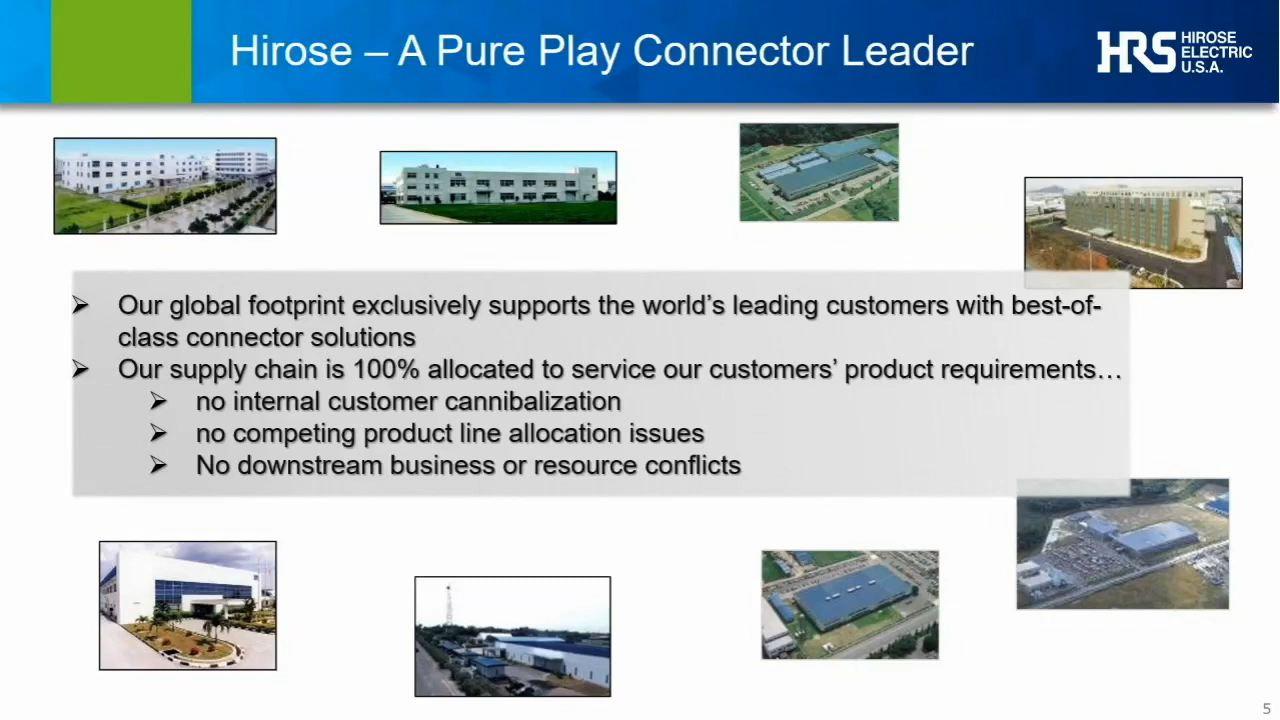 Hirose – A Pure Play Connector Leader
HRS HIROSE
ELECTRIC
U.S.A.
➢ Our global footprint exclusively supports the world’s leading customers with best-of-
class connector solutions
➢ Our supply chain is 100% allocated to service our customers’ product requirements…
➢ no internal customer cannibalization
➢ no competing product line allocation issues
➢ No downstream business or resource conflicts
5